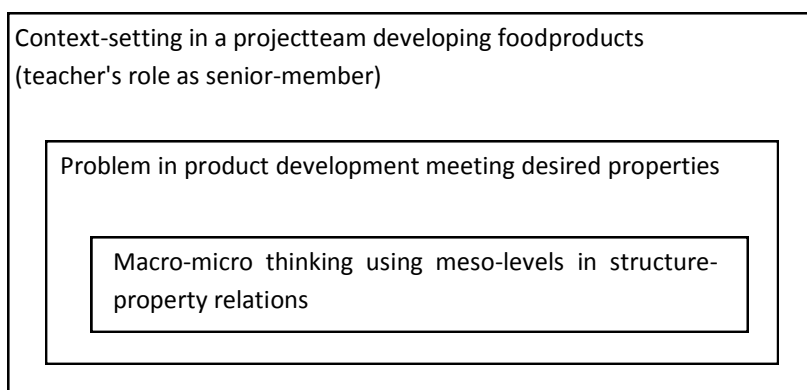 Context-setting in a projectteam developing foodproducts
(teacher's role as senior-member)
Problem in product development meeting desired properties
Macro-micro thinking using meso-levels in structure-
property relations